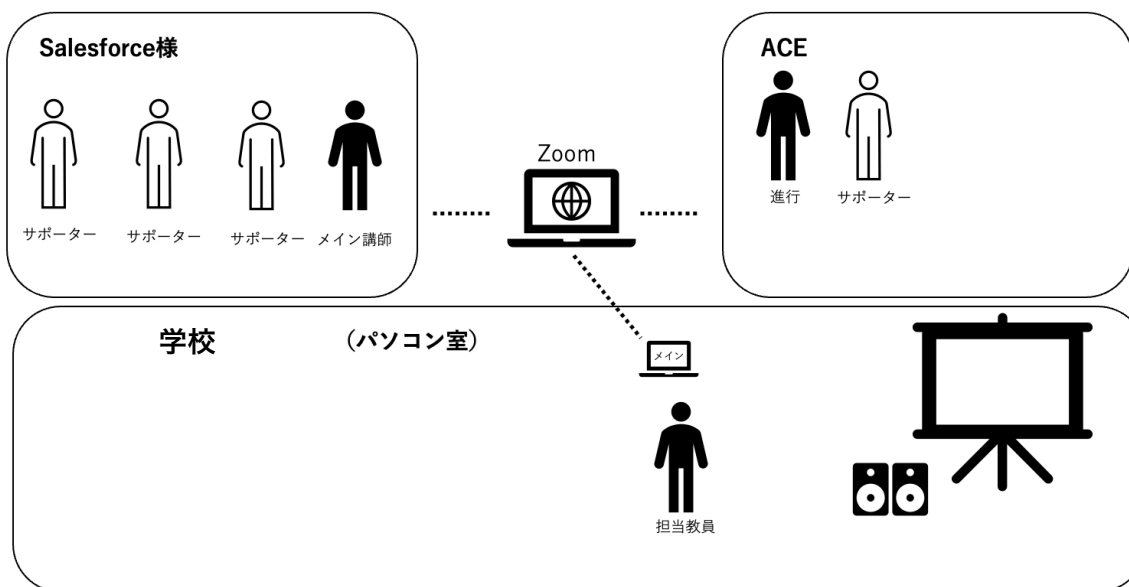 Salesforce様
サポーター
サポーター
サポーター
メイン講師
Zoom
ACE
進行
サポーター
学校 (パソコン室)
メイン
担当教員